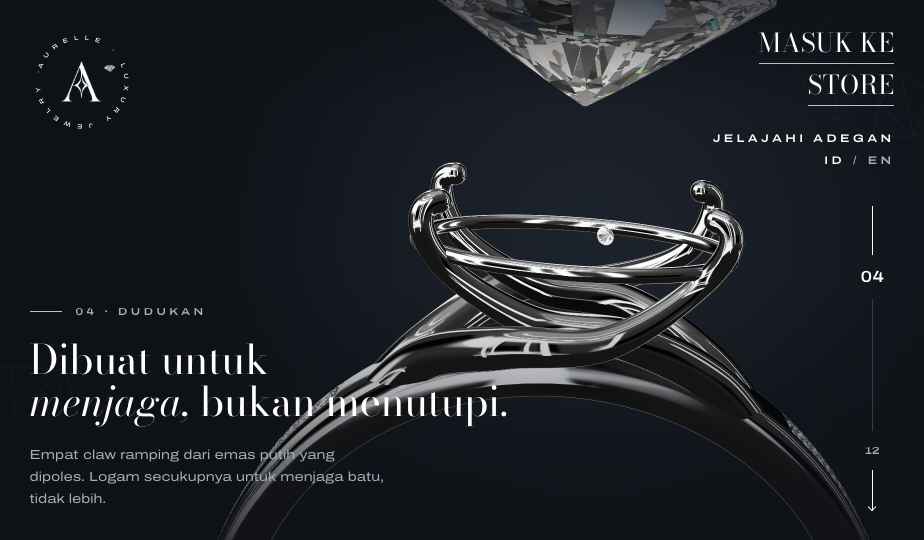 AURELLE · LUXURY JEWELRY ·
A
MASUK KE
STORE
JELAJAHI ADEGAN
ID / EN
04
04 · DUDUKAN
Dibuat untuk
menjaga. bukan menutupi.
Empat claw ramping dari emas putih yang
dipoles. Logam secukupnya untuk menjaga batu,
tidak lebih.
12